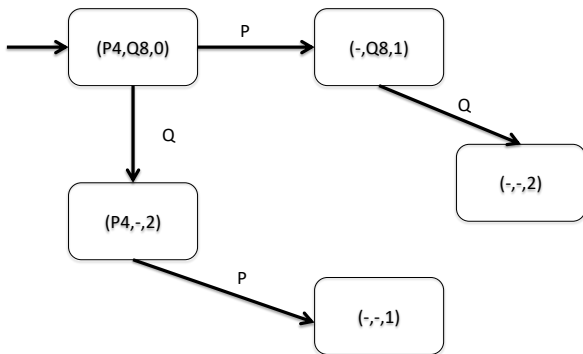 (P4,Q8,0)
P
(-,Q8,1)
Q
Q
(-,-,2)
(P4,-,2)
P
(-,-,1)